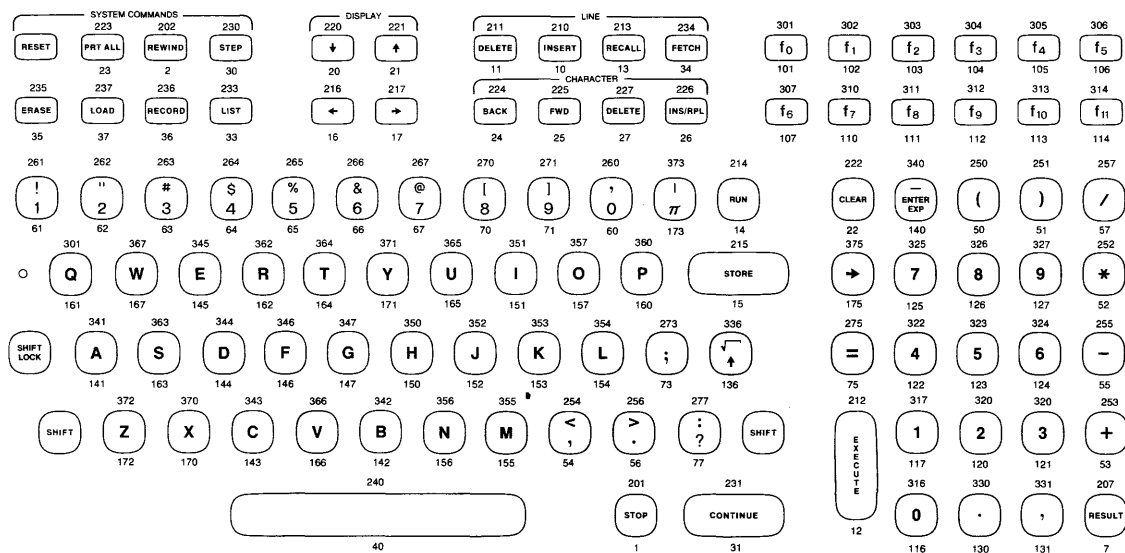 SYSTEM COMMANDS DISPLAY LINE
223 202 230 220 221 211 210 213 234 301 302 303 304 305 306
RESET PRT ALL REWIND STEP ↓ ↑ DELETE INSERT RECALL FETCH f0 f1 f2 f3 f4 f5
23 2 30 20 21 11 10 13 34 101 102 103 104 105 106
CHARACTER
235 237 236 233 216 217 224 225 227 226 307 310 311 312 313 314
ERASE LOAD RECORD LIST ← → BACK FWD DELETE INS/RPL f6 f7 f8 f9 f10 f11
35 37 36 33 16 17 24 25 27 26 107 110 111 112 113 114
261 262 263 264 265 266 267 270 271 260 373 214 222 340 250 251 257
! " # $ % & @ [ ] ' | —
1 2 3 4 5 6 7 8 9 0 π RUN CLEAR ENTER EXP ( ) /
61 62 63 64 65 66 67 70 71 60 173 14 22 140 50 51 57
301 367 345 362 364 371 365 351 357 360 215 375 325 326 327 252
Q W E R T Y U I O P STORE → 7 8 9 *
161 167 145 162 164 171 165 151 157 160 15 175 125 126 127 52
341 363 344 346 347 350 352 353 354 273 336 275 322 323 324 255
SHIFT LOCK A S D F G H J K L ; √ ↑ = 4 5 6 −
141 163 144 146 147 150 152 153 154 73 136 75 122 123 124 55
372 370 343 366 342 356 355 254 256 277 212 317 320 320 253
SHIFT Z X C V B N M < , > . : ? SHIFT EXECUTE 1 2 3 +
172 170 143 166 142 156 155 54 56 77 117 120 121 53
240 201 231 316 330 331 207
STOP CONTINUE 0 . , RESULT
40 1 31 12 116 130 131 7